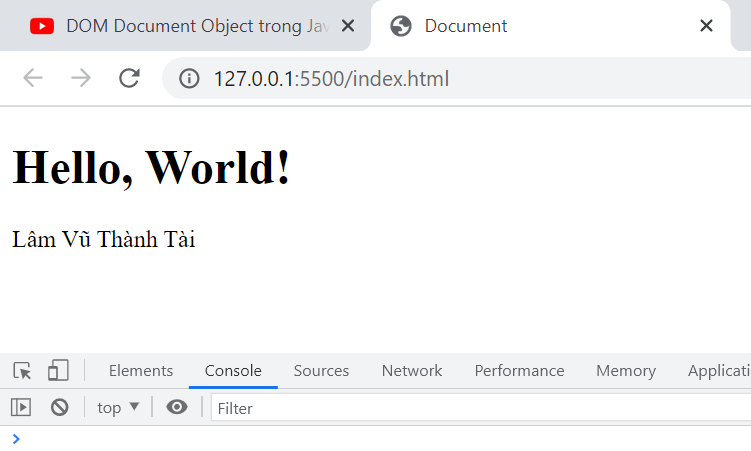 DOM Document Object trong Jav
Document
127.0.0.1:5500/index.html
Hello, World!
Lâm Vũ Thành Tài
Elements Console Sources Network Performance Memory Applicati
top Filter